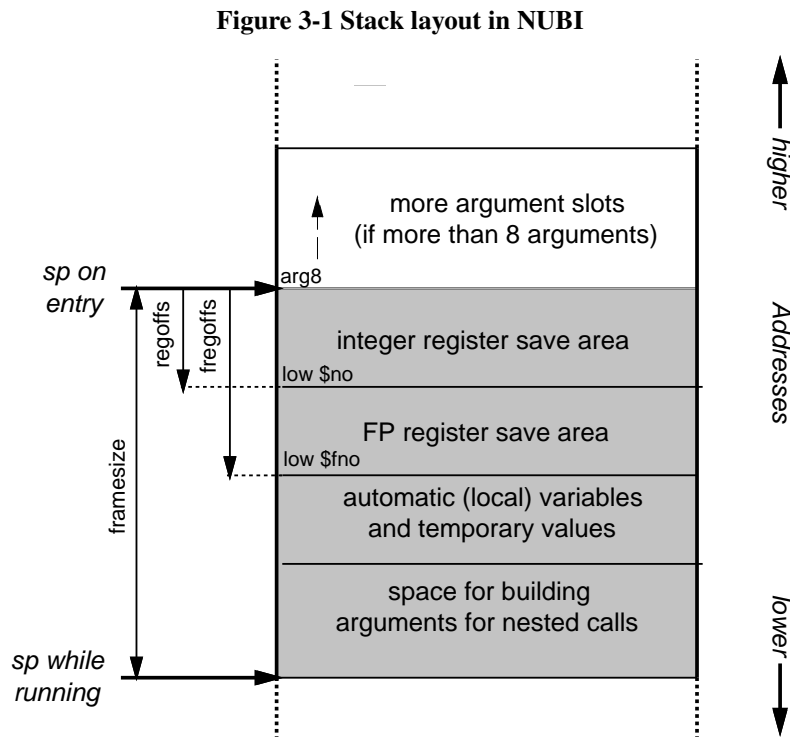 Figure 3-1 Stack layout in NUBI
higher
more argument slots
(if more than 8 arguments)
sp on
entry
arg8
regoffs
fregoffs
integer register save area
Addresses
low $no
FP register save area
framesize
low $fno
automatic (local) variables
and temporary values
space for building
arguments for nested calls
lower
sp while
running